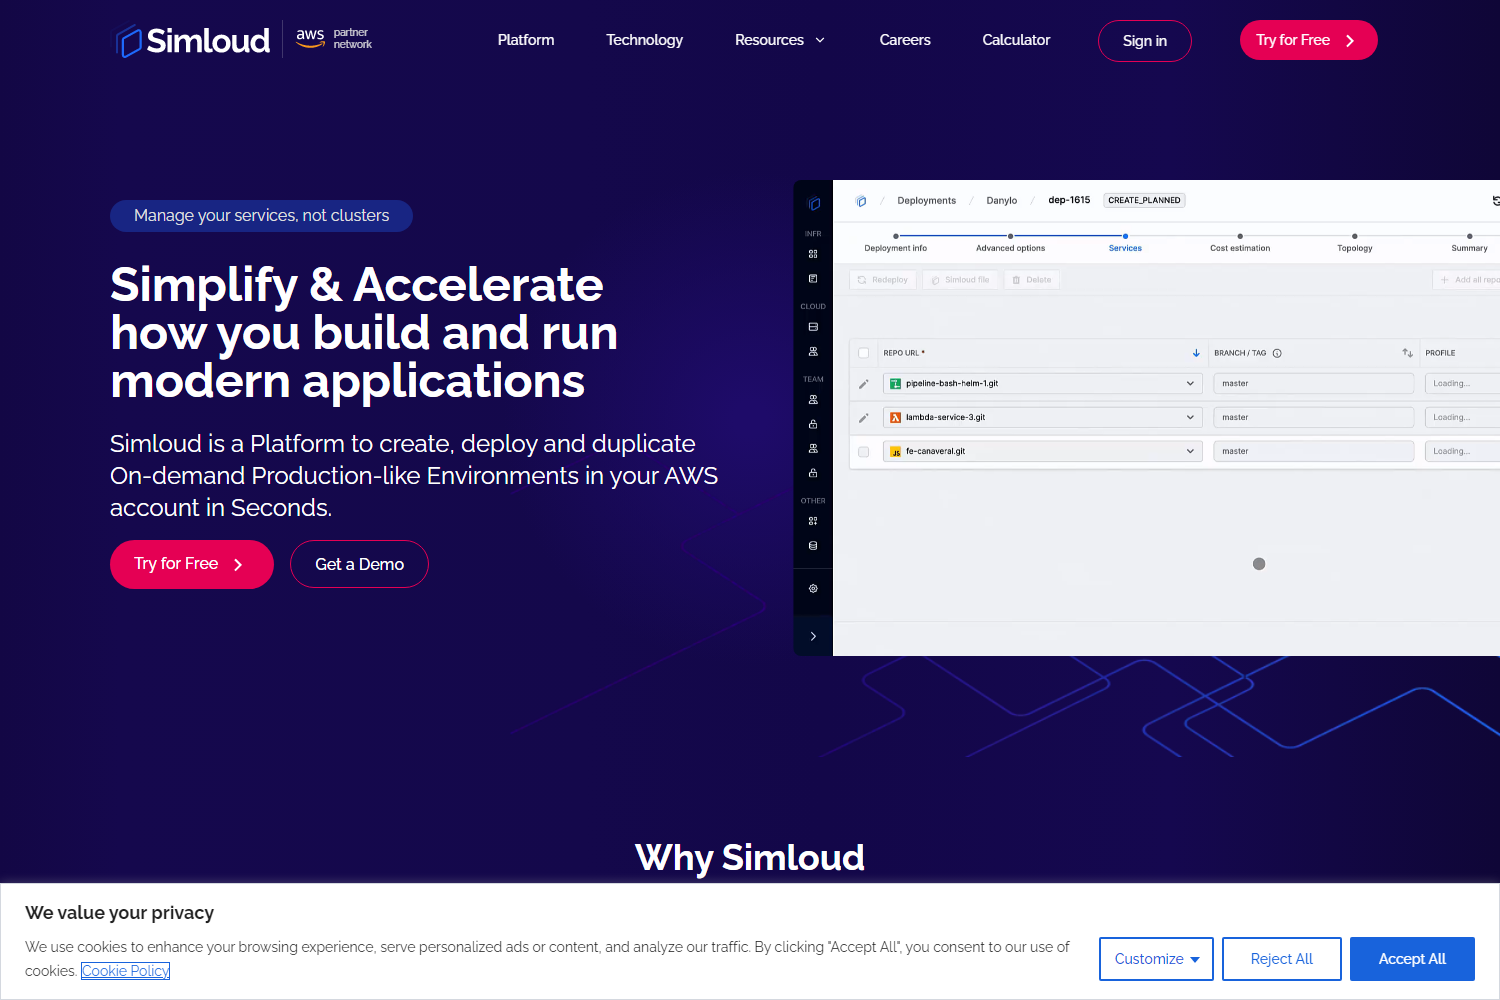 Simloud
aws partner network
Platform
Technology
Resources
Careers
Calculator
Sign in
Try for Free
Manage your services, not clusters
Simplify & Accelerate
how you build and run
modern applications
Simloud is a Platform to create, deploy and duplicate
On-demand Production-like Environments in your AWS
account in Seconds.
Try for Free
Get a Demo
/ Deployments / Danylo / dep-1615 CREATE_PLANNED
Deployment info
Advanced options
Services
Cost estimation
Topology
Summary
Redeploy
Simloud file
Delete
+ Add all repo
INFR
CLOUD
TEAM
OTHER
REPO URL *
BRANCH / TAG
PROFILE
pipeline-bash-helm-1.git
master
Loading...
lambda-service-3.git
master
Loading...
JS
fe-canaveral.git
master
Loading...
Why Simloud
We value your privacy
We use cookies to enhance your browsing experience, serve personalized ads or content, and analyze our traffic. By clicking "Accept All", you consent to our use of
cookies. Cookie Policy
Customize
Reject All
Accept All